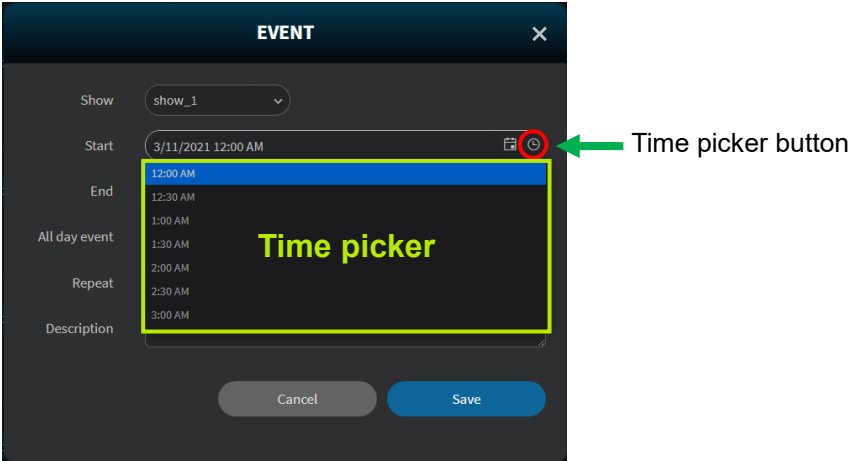 EVENT
Show show_1
Start 3/11/2021 12:00 AM Time picker button
12:00 AM
End 12:30 AM
1:00 AM
All day event 1:30 AM Time picker
2:00 AM
Repeat 2:30 AM
3:00 AM
Description
Cancel Save